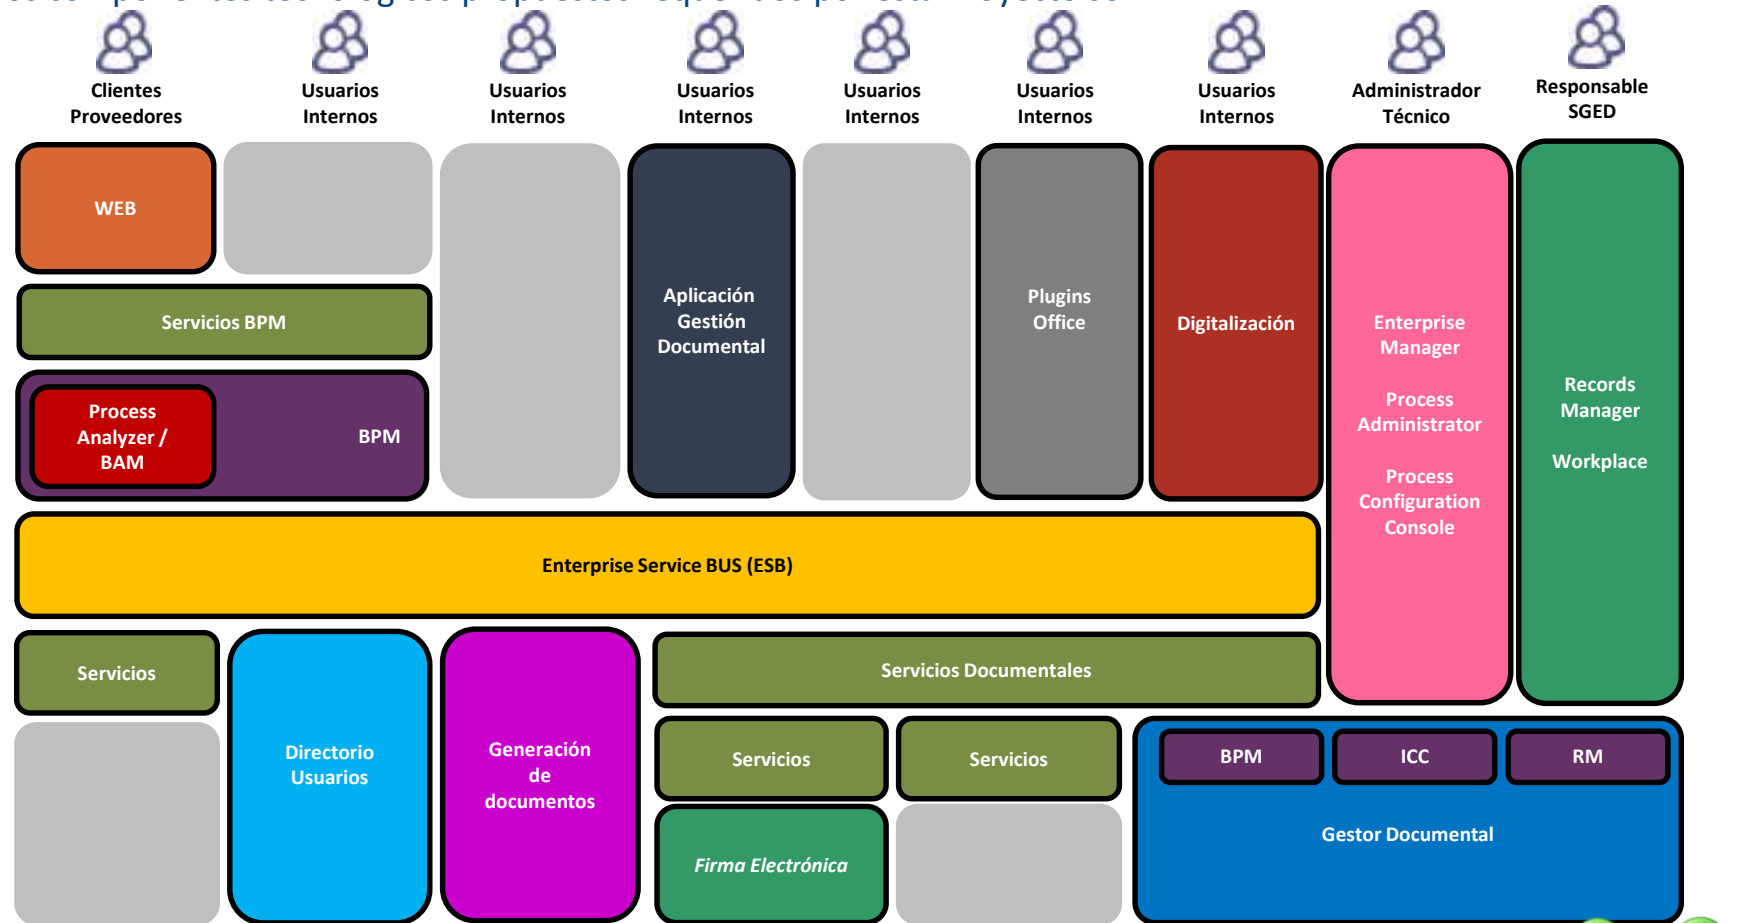 Clientes
Proveedores
Usuarios
Internos
Usuarios
Internos
Usuarios
Internos
Usuarios
Internos
Usuarios
Internos
Usuarios
Internos
Administrador
Técnico
Responsable
SGED
WEB
Servicios BPM
Process
Analyzer /
BAM
BPM
Aplicación
Gestión
Documental
Plugins
Office
Digitalización
Enterprise
Manager
Process
Administrator
Process
Configuration
Console
Records
Manager
Workplace
Enterprise Service BUS (ESB)
Servicios
Directorio
Usuarios
Generación
de
documentos
Servicios Documentales
Servicios
Servicios
Firma Electrónica
BPM
ICC
RM
Gestor Documental